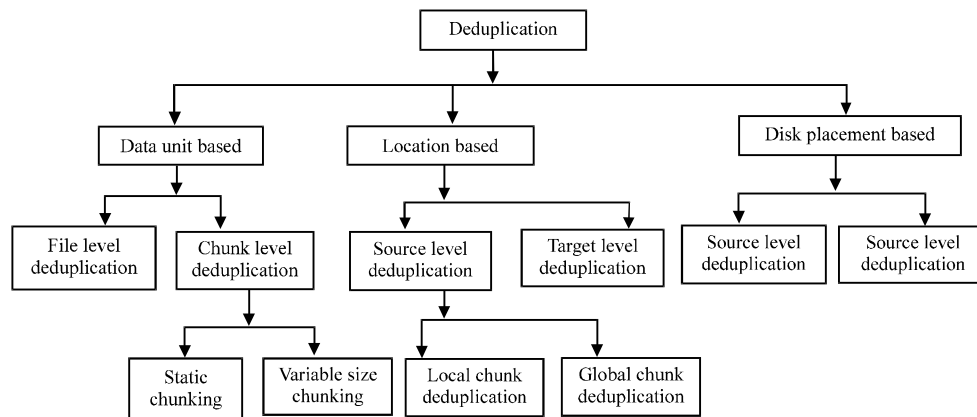 Deduplication
Data unit based
Location based
Disk placement based
File level
deduplication
Chunk level
deduplication
Source level
deduplication
Target level
deduplication
Source level
deduplication
Source level
deduplication
Static
chunking
Variable size
chunking
Local chunk
deduplication
Global chunk
deduplication